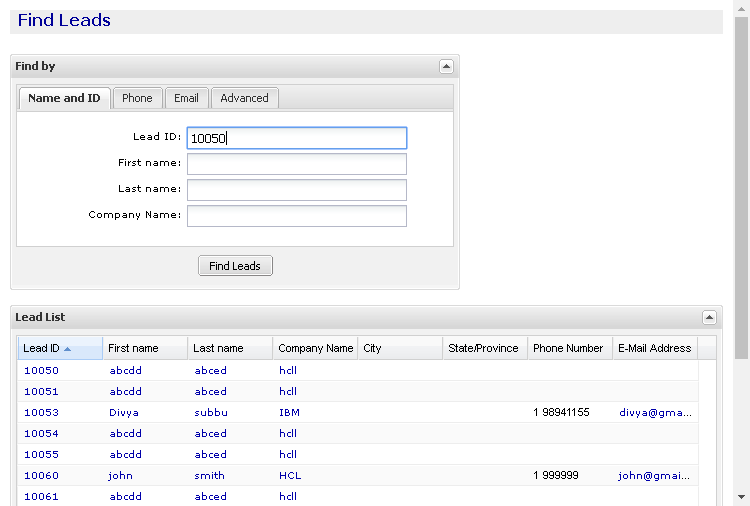 Find Leads
Find by
Name and ID Phone Email Advanced
Lead ID: 10050
First name:
Last name:
Company Name:
Find Leads
Lead List
Lead ID First name Last name Company Name City State/Province Phone Number E-Mail Address
10050 abcdd abced hcll
10051 abcdd abced hcll
10053 Divya subbu IBM 1 98941155 divya@gma...
10054 abcdd abced hcll
10055 abcdd abced hcll
10060 john smith HCL 1 999999 john@gmai...
10061 abcdd abced hcll